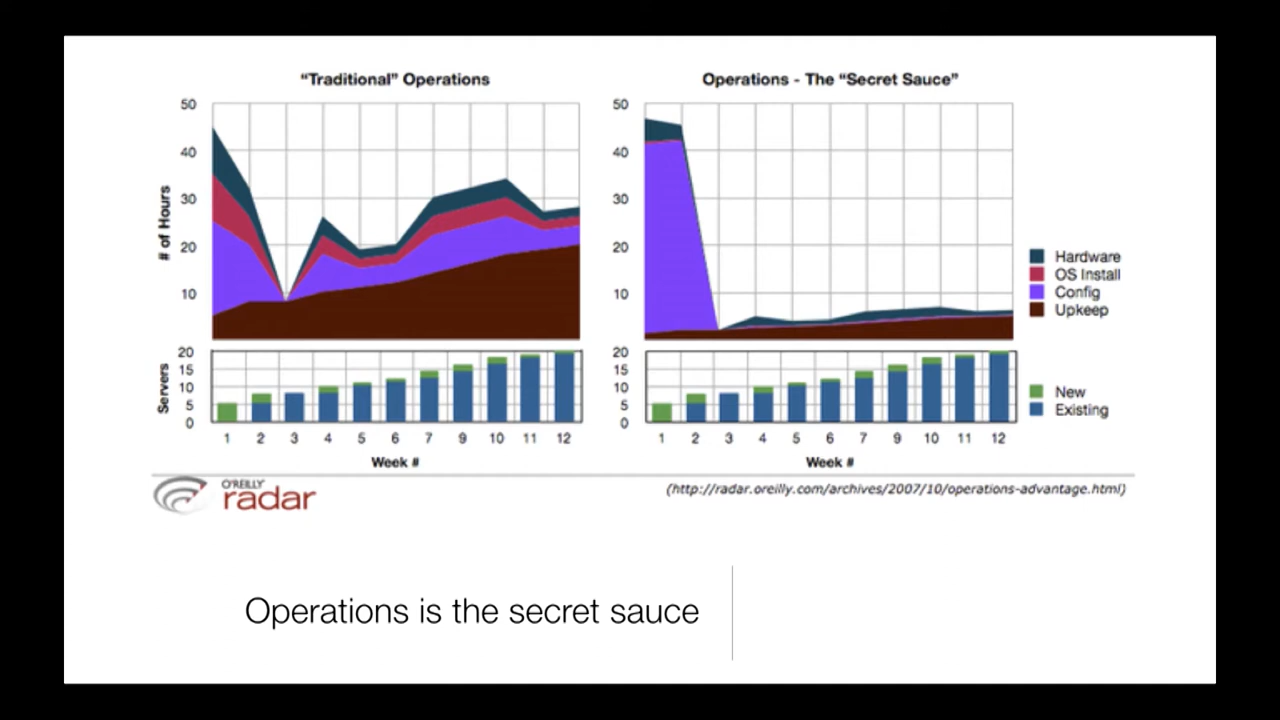 “Traditional” Operations
50
40
30
20
10
# of Hours
20
15
10
5
0
Servers
1 2 3 4 5 6 7 9 10 11 12
Week #
Operations - The “Secret Sauce”
50
40
30
20
10
20
15
10
5
0
1 2 3 4 5 6 7 9 10 11 12
Week #
Hardware
OS Install
Config
Upkeep
New
Existing
O'REILLY
radar
(http://radar.oreilly.com/archives/2007/10/operations-advantage.html)
Operations is the secret sauce